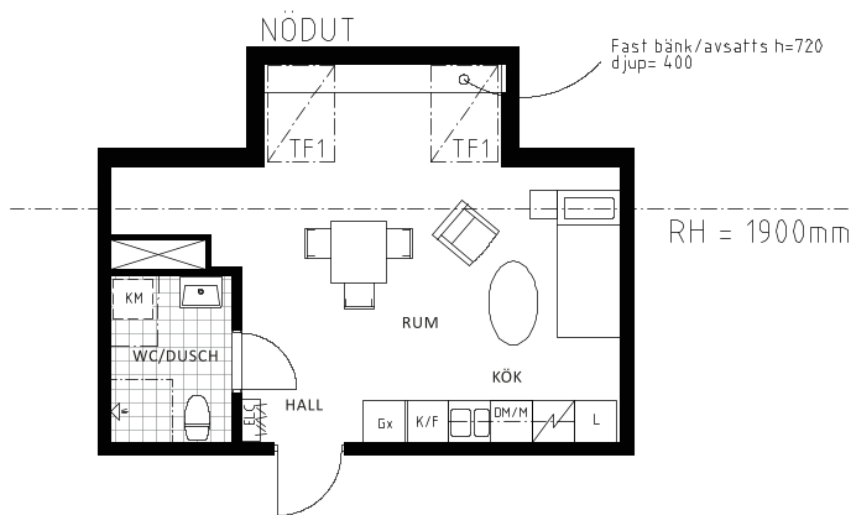 NÖDUT
Fast bänk/avsatts h=720
djup= 400
TF1
TF1
RH = 1900mm
KM
RUM
WC/DUSCH
KÖK
HALL
ELC
Gx
K/F
DM/M
L